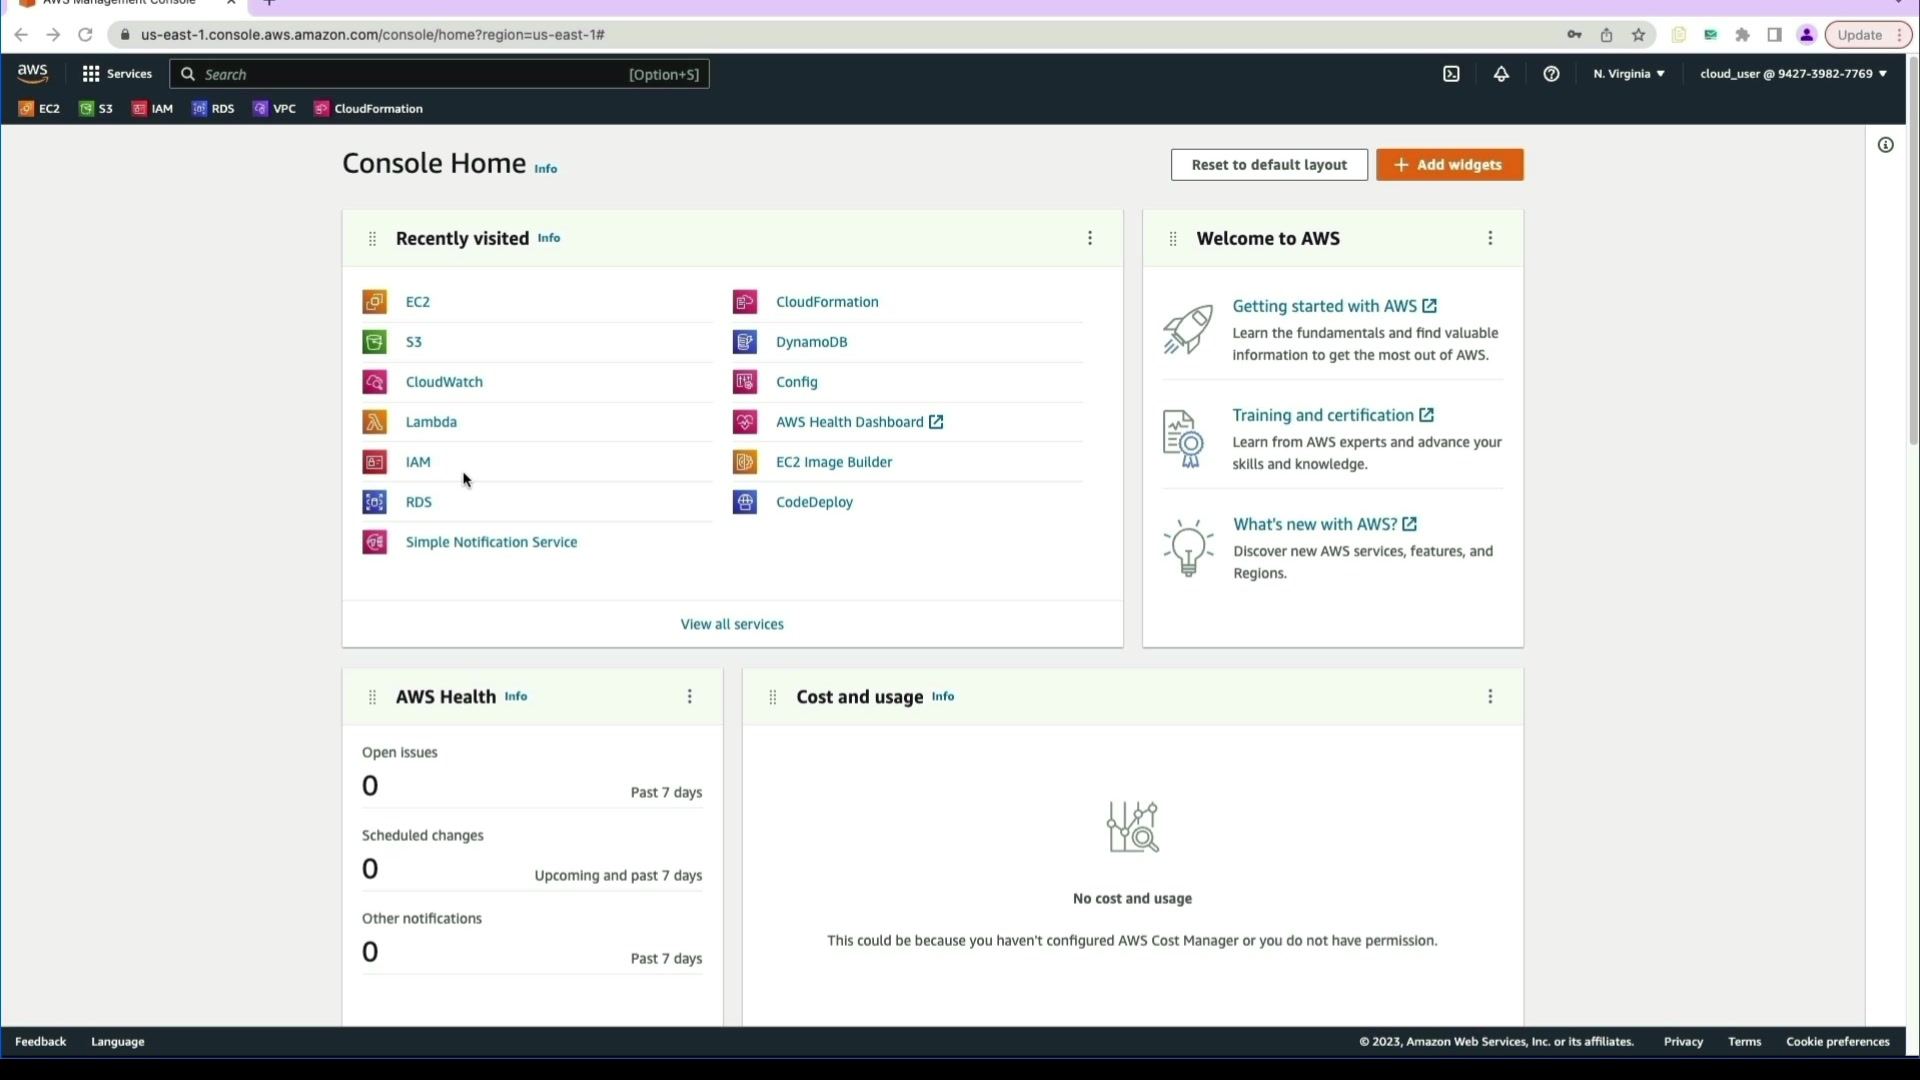 AWS Management Console
us-east-1.console.aws.amazon.com/console/home?region=us-east-1#
Update
aws
Services
Search
[Option+S]
N. Virginia
cloud_user @ 9427-3982-7769
EC2
S3
IAM
RDS
VPC
CloudFormation
Console Home Info
Reset to default layout
Add widgets
Recently visited Info
EC2
S3
CloudWatch
Lambda
IAM
RDS
Simple Notification Service
CloudFormation
DynamoDB
Config
AWS Health Dashboard
EC2 Image Builder
CodeDeploy
View all services
Welcome to AWS
Getting started with AWS
Learn the fundamentals and find valuable
information to get the most out of AWS.
Training and certification
Learn from AWS experts and advance your
skills and knowledge.
What's new with AWS?
Discover new AWS services, features, and
Regions.
AWS Health Info
Open issues
0
Past 7 days
Scheduled changes
0
Upcoming and past 7 days
Other notifications
0
Past 7 days
Cost and usage Info
No cost and usage
This could be because you haven't configured AWS Cost Manager or you do not have permission.
Feedback
Language
© 2023, Amazon Web Services, Inc. or its affiliates.
Privacy
Terms
Cookie preferences